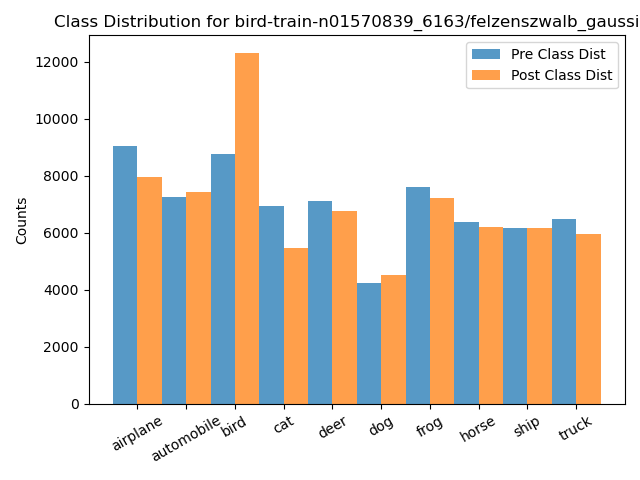 Class Distribution for bird-train-n01570839_6163/felzenszwalb_gaussi
Pre Class Dist
Post Class Dist
Counts
12000
10000
8000
6000
4000
2000
0
airplane
automobile
bird
cat
deer
dog
frog
horse
ship
truck